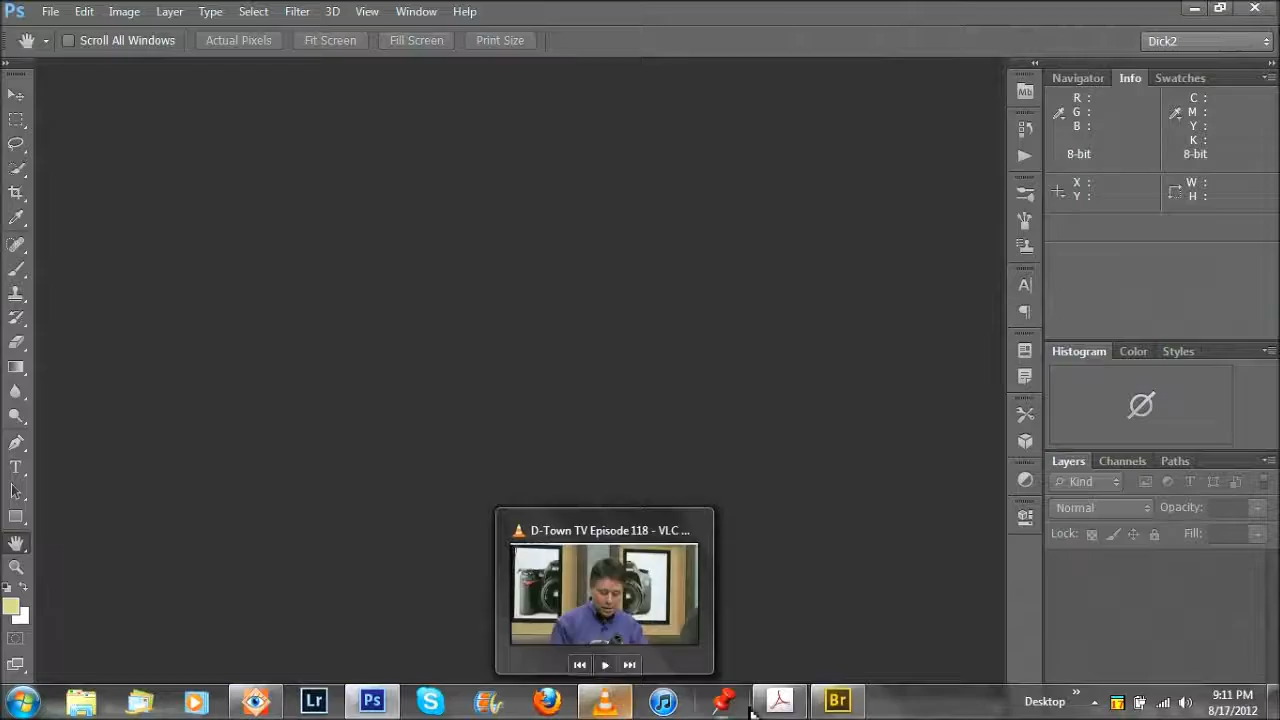 Ps File Edit Image Layer Type Select Filter 3D View Window Help
Scroll All Windows Actual Pixels Fit Screen Fill Screen Print Size Dick2
Navigator Info Swatches
Mb
R : C :
G : M :
B : Y :
K :
8-bit 8-bit
X : W :
Y : H :
Histogram Color Styles
Layers Channels Paths
Kind
Normal Opacity:
Lock: Fill:
D-Town TV Episode 118 - VLC ...
Lr Ps Br Desktop 9:11 PM
8/17/2012